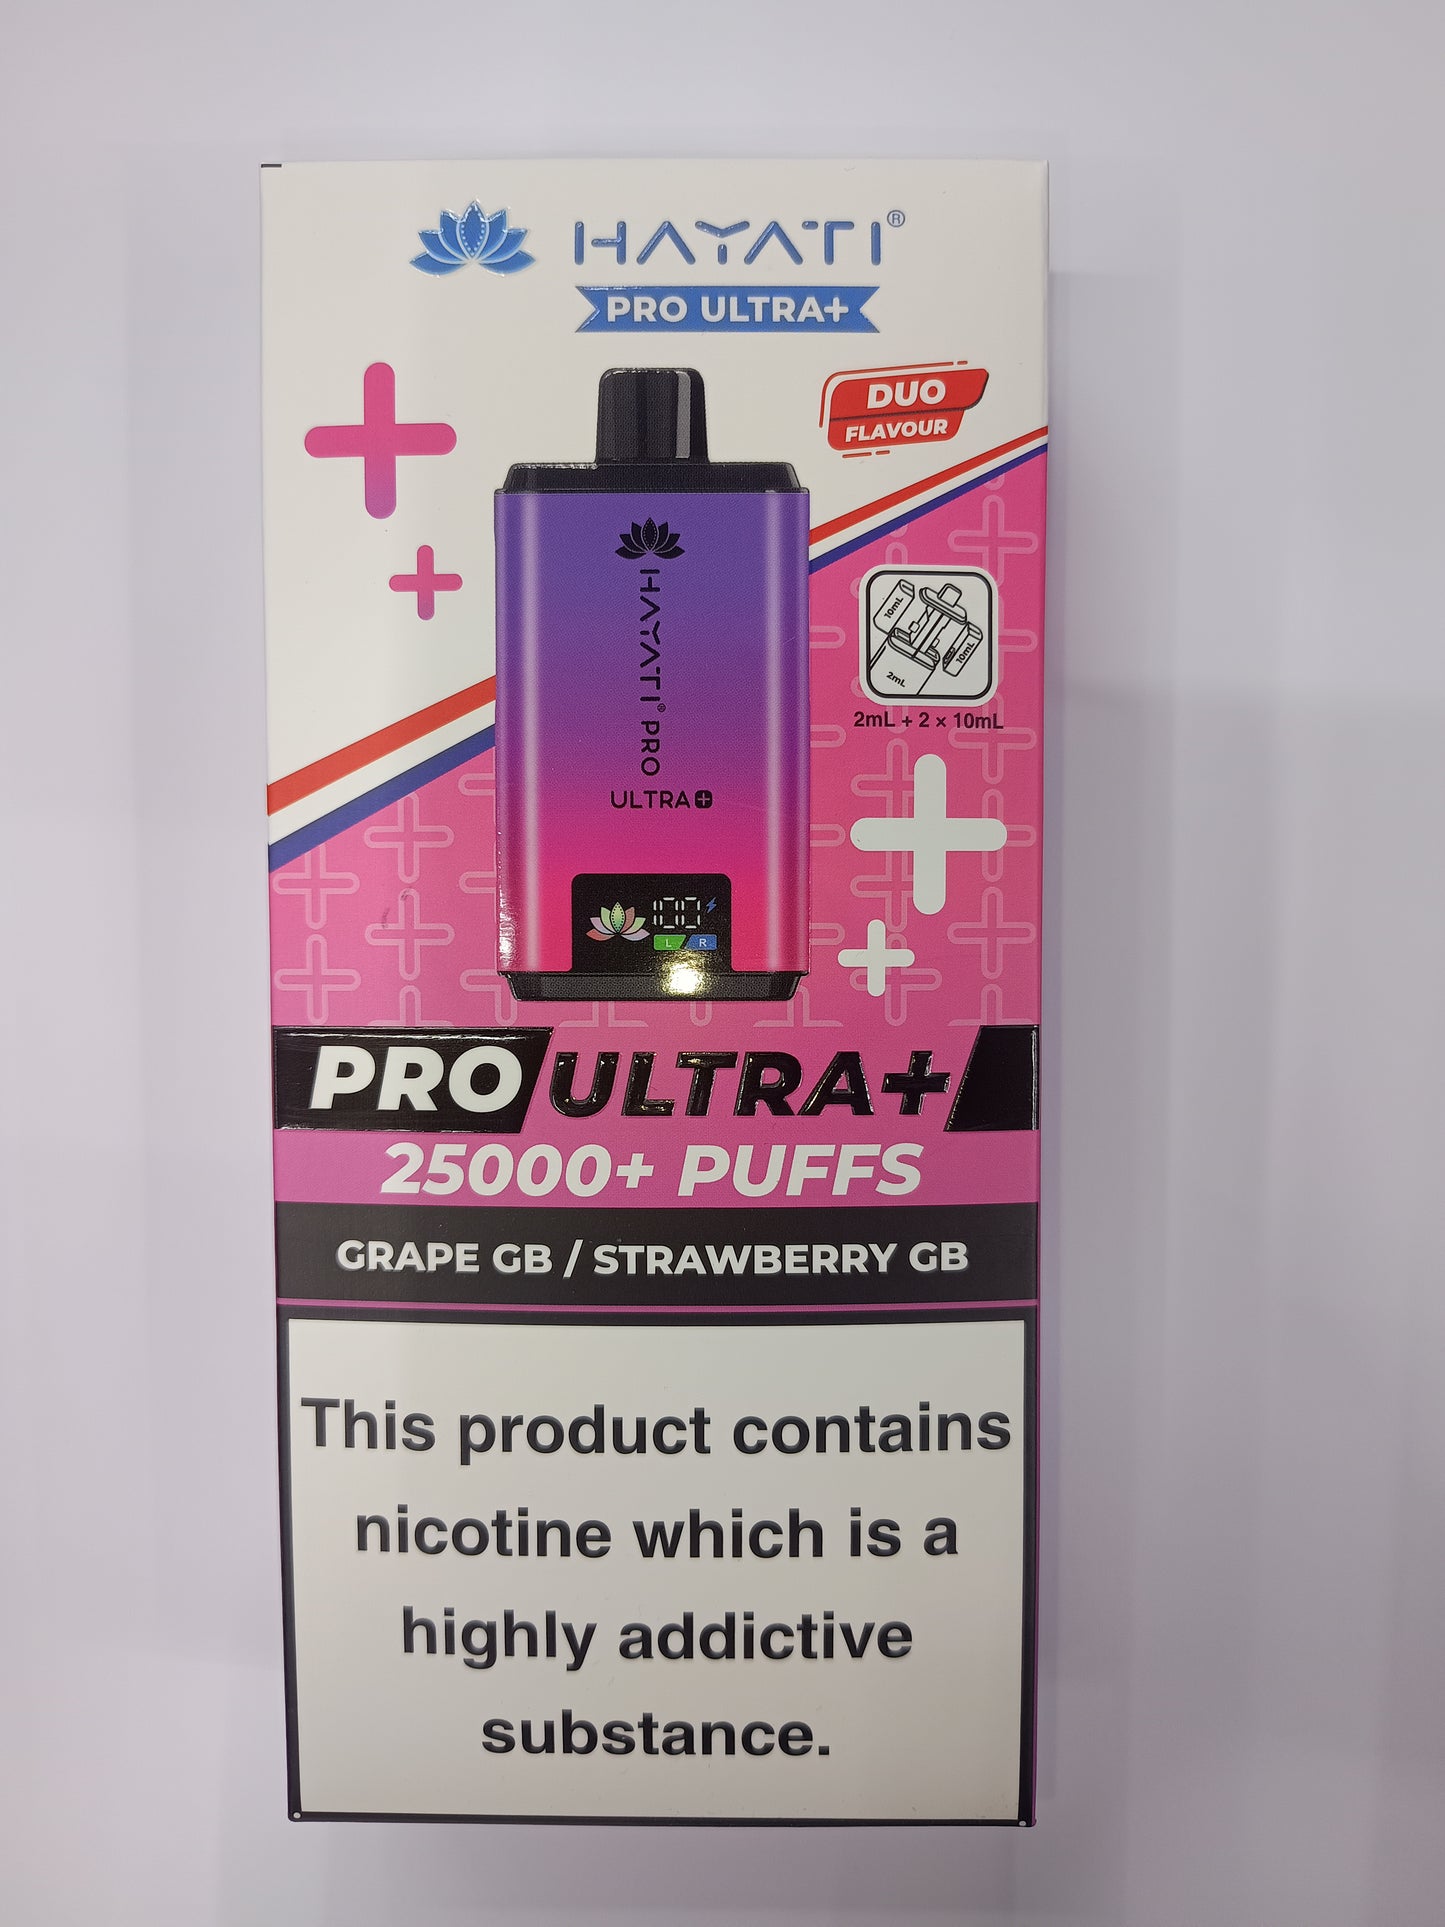 HAYATI®
PRO ULTRA+
DUO
FLAVOUR
HAYATI® PRO
ULTRA+
10mL
10mL
2mL
2mL + 2 × 10mL
100
L R
PRO ULTRA+
25000+ PUFFS
GRAPE GB / STRAWBERRY GB
This product contains
nicotine which is a
highly addictive
substance.